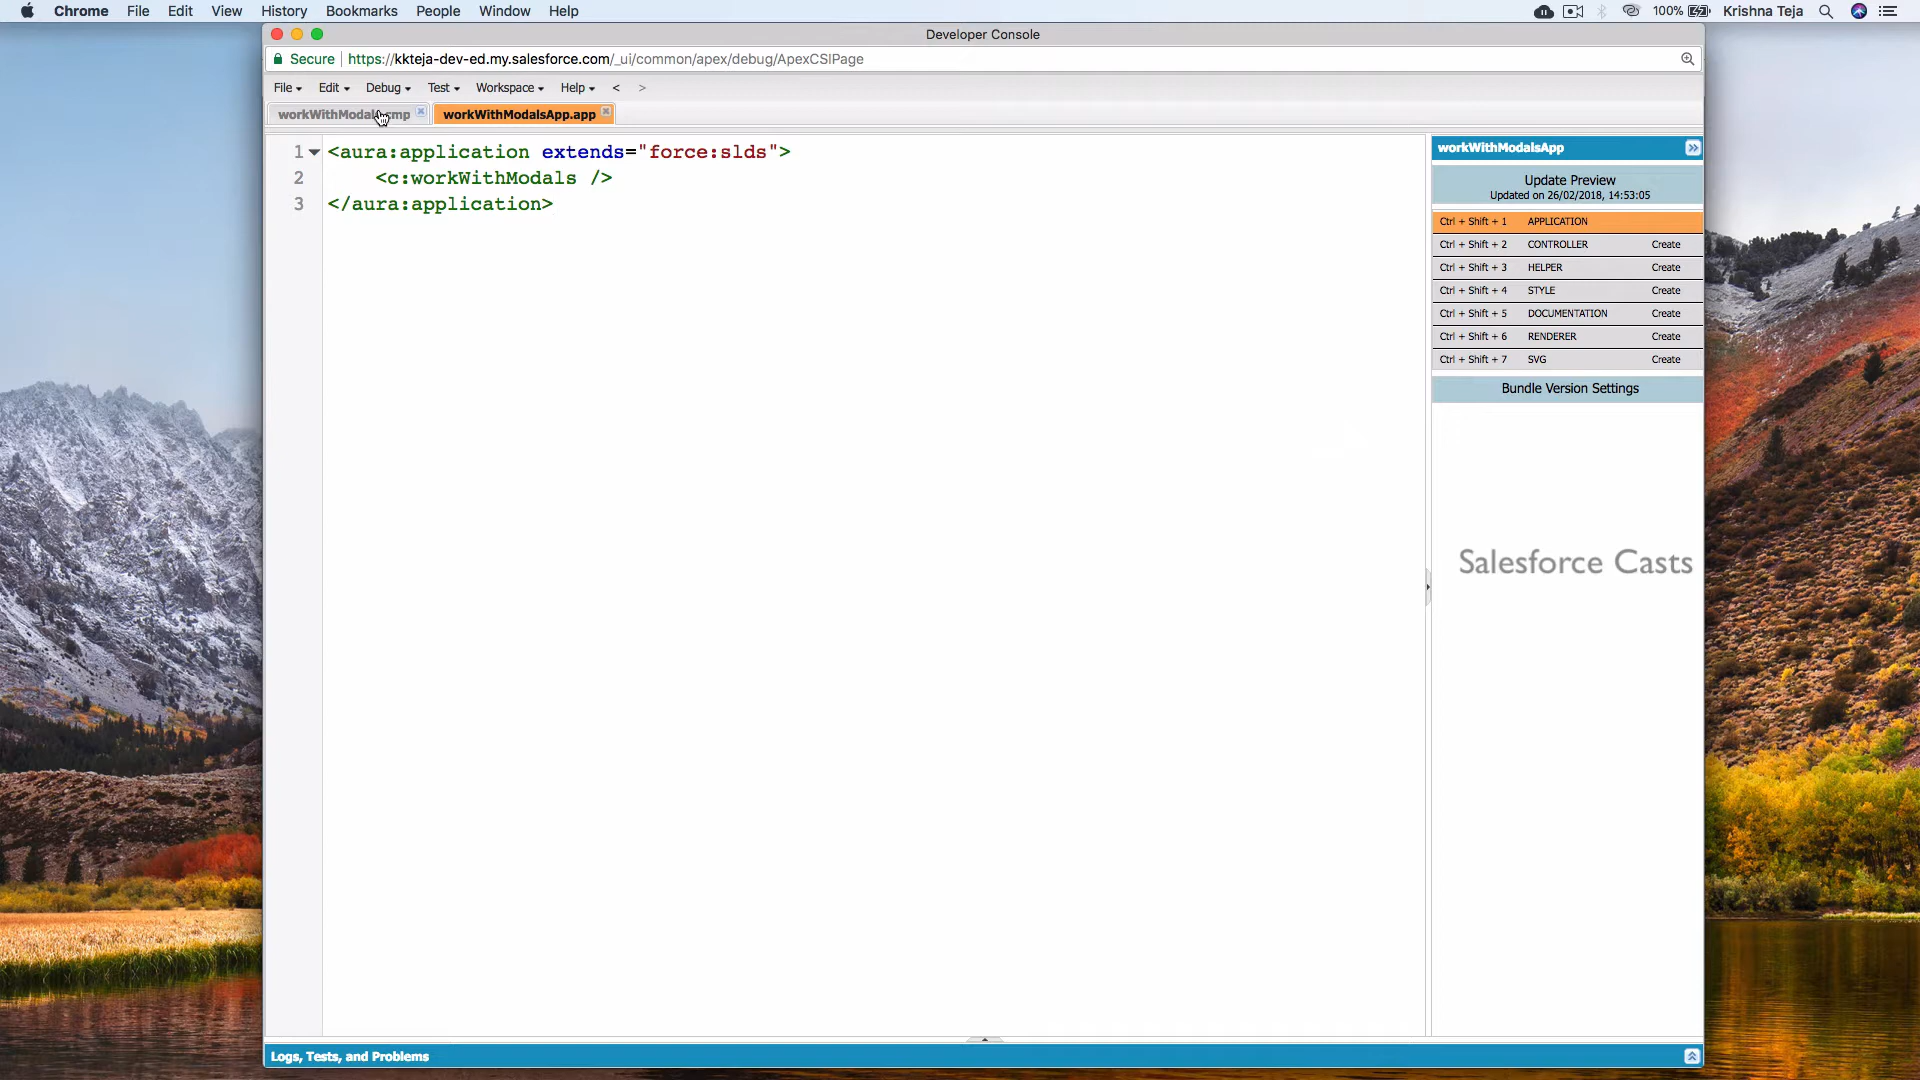 Chrome File Edit View History Bookmarks People Window Help 100% Krishna Teja
Developer Console
Secure https://kkteja-dev-ed.my.salesforce.com/_ui/common/apex/debug/ApexCSIPage
File Edit Debug Test Workspace Help < >
workWithModalsApp.app
1 <aura:application extends="force:slds">
2 <c:workWithModals />
3 </aura:application>
workWithModalsApp
Update Preview
Updated on 26/02/2018, 14:53:05
Ctrl + Shift + 1 APPLICATION
Ctrl + Shift + 2 CONTROLLER Create
Ctrl + Shift + 3 HELPER Create
Ctrl + Shift + 4 STYLE Create
Ctrl + Shift + 5 DOCUMENTATION Create
Ctrl + Shift + 6 RENDERER Create
Ctrl + Shift + 7 SVG Create
Bundle Version Settings
Salesforce Casts
Logs, Tests, and Problems